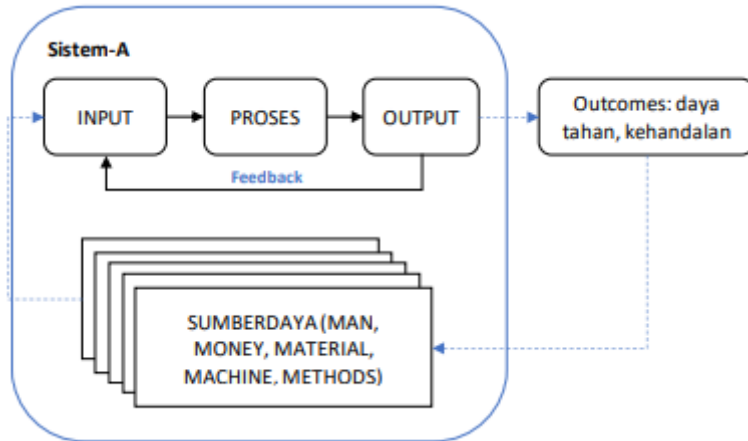 Sistem-A
INPUT
PROSES
OUTPUT
Outcomes: daya
tahan, kehandalan
Feedback
SUMBERDAYA (MAN,
MONEY, MATERIAL,
MACHINE, METHODS)